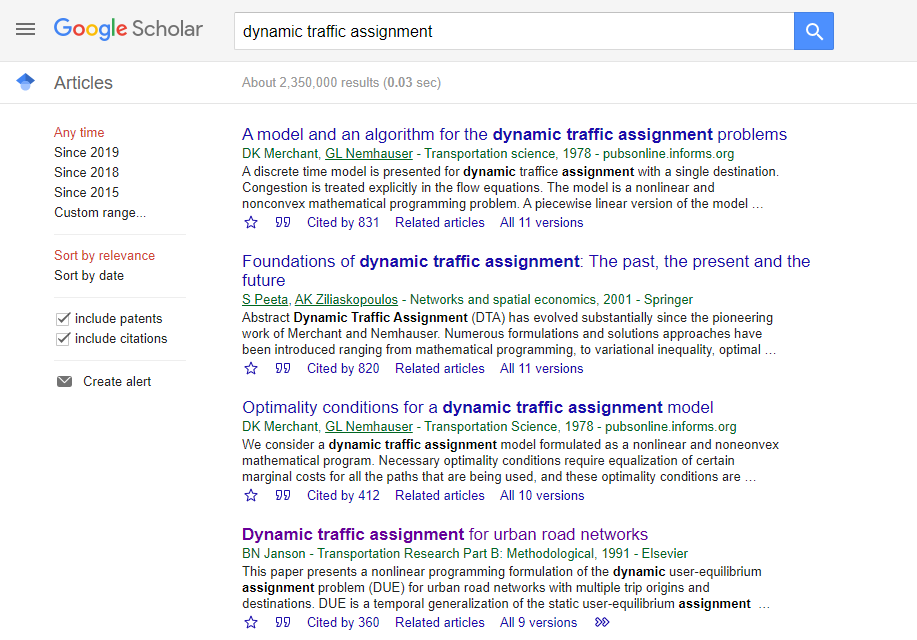 Google Scholar
dynamic traffic assignment
Articles
About 2,350,000 results (0.03 sec)
Any time
Since 2019
Since 2018
Since 2015
Custom range...
Sort by relevance
Sort by date
include patents
include citations
Create alert
A model and an algorithm for the dynamic traffic assignment problems
DK Merchant, GL Nemhauser - Transportation science, 1978 - pubsonline.informs.org
A discrete time model is presented for dynamic traffice assignment with a single destination.
Congestion is treated explicitly in the flow equations. The model is a nonlinear and
nonconvex mathematical programming problem. A piecewise linear version of the model …
Cited by 831 Related articles All 11 versions
Foundations of dynamic traffic assignment: The past, the present and the
future
S Peeta, AK Ziliaskopoulos - Networks and spatial economics, 2001 - Springer
Abstract Dynamic Traffic Assignment (DTA) has evolved substantially since the pioneering
work of Merchant and Nemhauser. Numerous formulations and solutions approaches have
been introduced ranging from mathematical programming, to variational inequality, optimal …
Cited by 820 Related articles All 11 versions
Optimality conditions for a dynamic traffic assignment model
DK Merchant, GL Nemhauser - Transportation Science, 1978 - pubsonline.informs.org
We consider a dynamic traffic assignment model formulated as a nonlinear and noneonvex
mathematical program. Necessary optimality conditions require equalization of certain
marginal costs for all the paths that are being used, and these optimality conditions are …
Cited by 412 Related articles All 10 versions
Dynamic traffic assignment for urban road networks
BN Janson - Transportation Research Part B: Methodological, 1991 - Elsevier
This paper presents a nonlinear programming formulation of the dynamic user-equilibrium
assignment problem (DUE) for urban road networks with multiple trip origins and
destinations. DUE is a temporal generalization of the static user-equilibrium assignment …
Cited by 360 Related articles All 9 versions